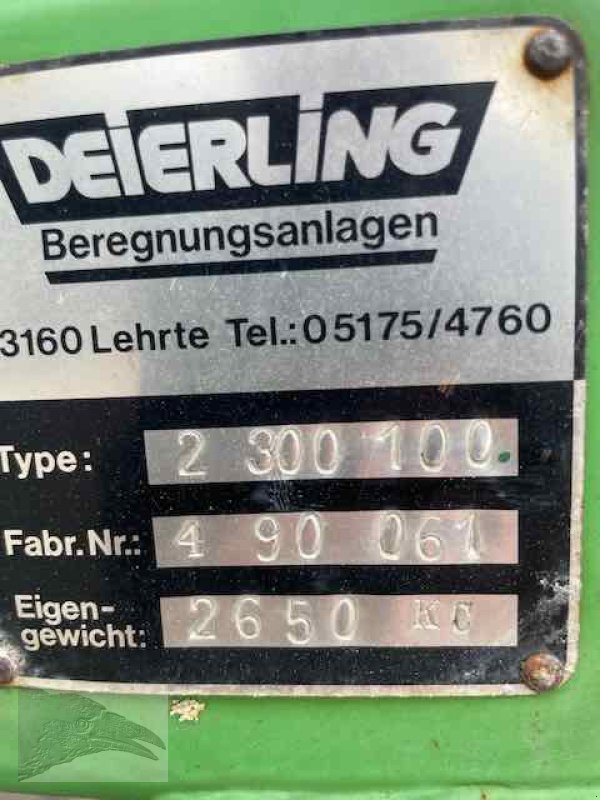 DEiERLiNG
Beregnungsanlagen
3160 Lehrte Tel.: 05175/4760
Type: 2 300 100
Fabr. Nr.: 4 90 061
Eigen-
gewicht: 2650 KG